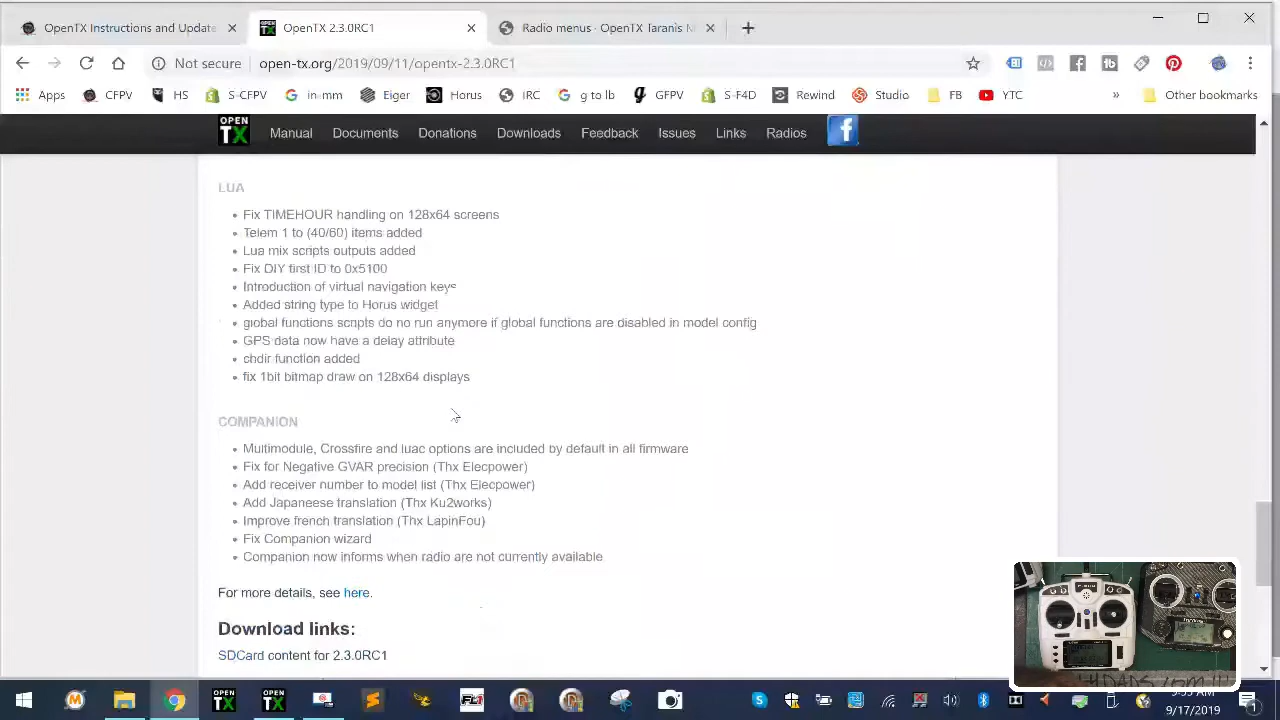 OpenTX Instructions and Update
OpenTX 2.3.0RC1
Radio menus · OpenTX Taranis
Not secure
open-tx.org/2019/09/11/opentx-2.3.0RC1
Apps
CFPV
HS
S-CFPV
in-mm
Eiger
Horus
IRC
g to lb
GFPV
S-F4D
Rewind
Studio
FB
YTC
»
Other bookmarks
OPEN
TX
Manual
Documents
Donations
Downloads
Feedback
Issues
Links
Radios
LUA
Fix TIMEHOUR handling on 128x64 screens
Telem 1 to (40/60) items added
Lua mix scripts outputs added
Fix DIY first ID to 0x5100
Introduction of virtual navigation keys
Added string type to Horus widget
global functions scripts do no run anymore if global functions are disabled in model config
GPS data now have a delay attribute
chdir function added
fix 1bit bitmap draw on 128x64 displays
COMPANION
Multimodule, Crossfire and luac options are included by default in all firmware
Fix for Negative GVAR precision (Thx Elecpower)
Add receiver number to model list (Thx Elecpower)
Add Japaneese translation (Thx Ku2works)
Improve french translation (Thx LapinFou)
Fix Companion wizard
Companion now informs when radio are not currently available
For more details, see here.
Download links:
SDCard content for 2.3.0RC1
OPEN
TX
OPEN
TX
9/17/2019